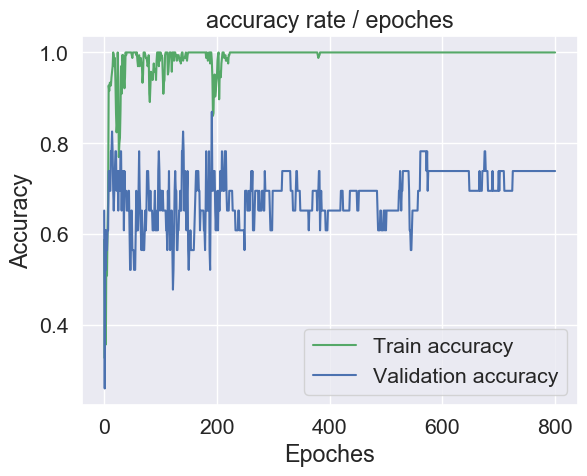 accuracy rate / epoches
1.0
0.8
0.6
0.4
Accuracy
Train accuracy
Validation accuracy
0
200
400
600
800
Epoches